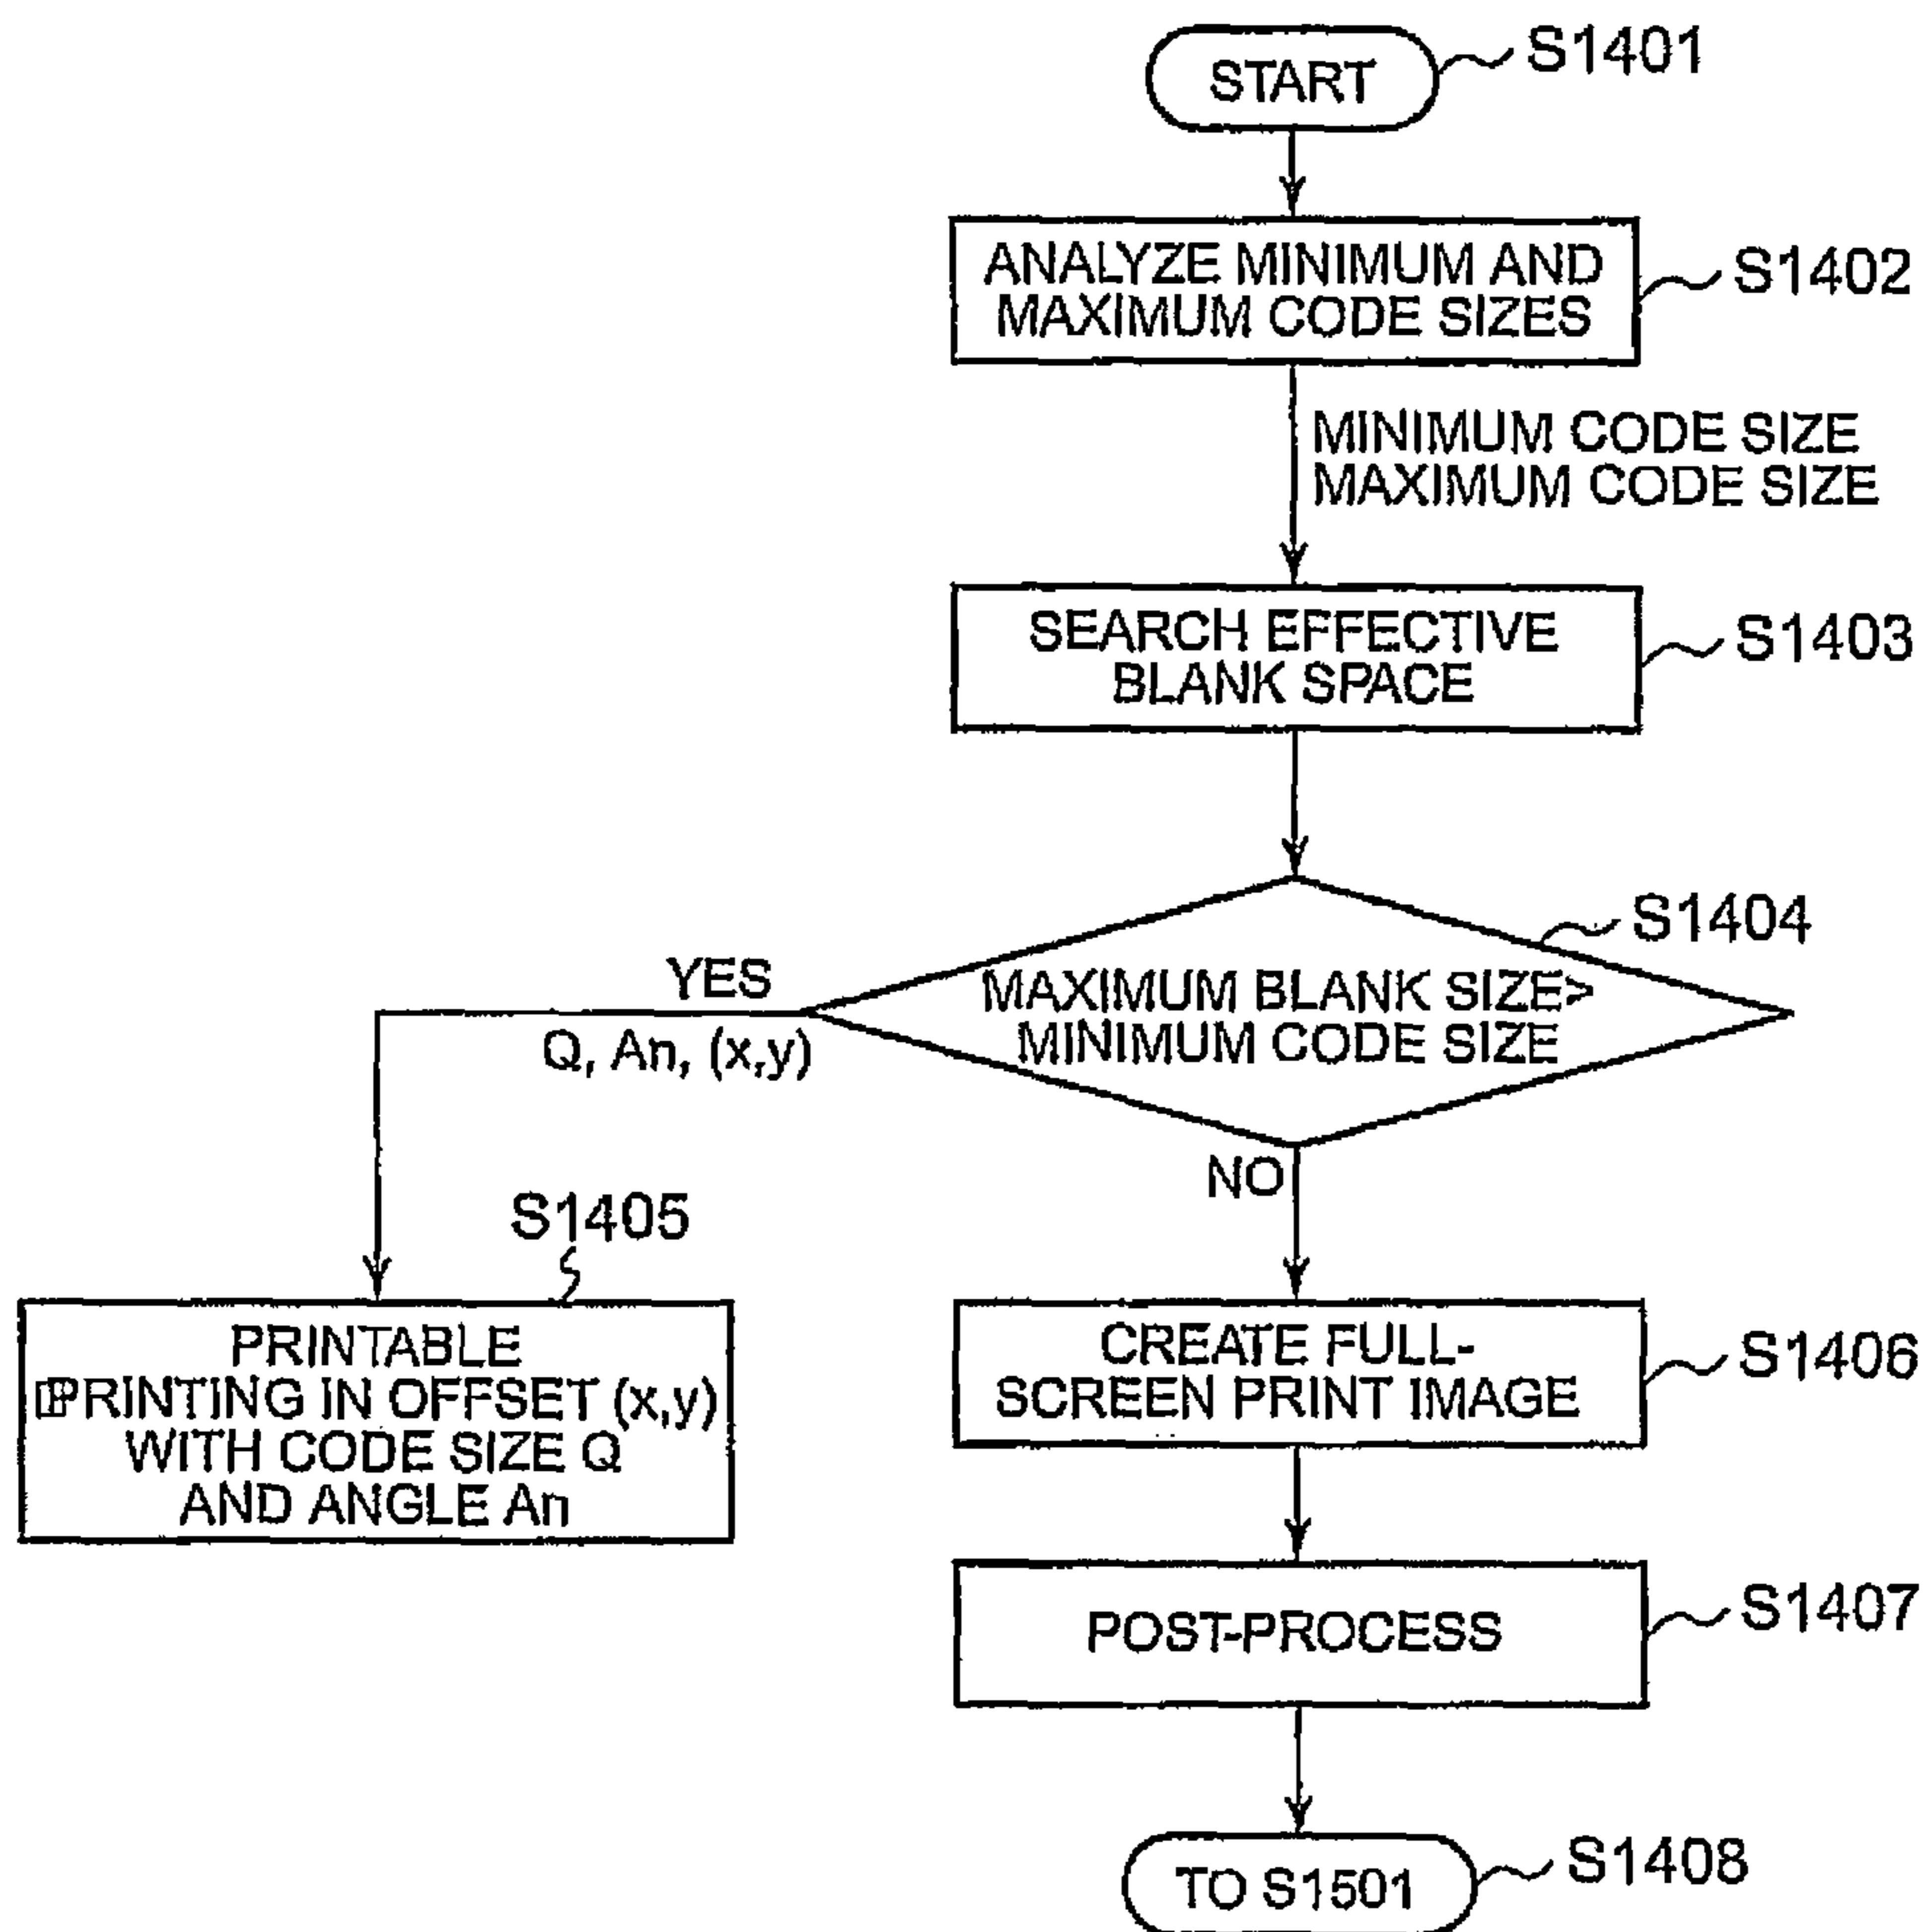 START
S1401
ANALYZE MINIMUM AND
MAXIMUM CODE SIZES
S1402
MINIMUM CODE SIZE
MAXIMUM CODE SIZE
SEARCH EFFECTIVE
BLANK SPACE
S1403
S1404
MAXIMUM BLANK SIZE>
MINIMUM CODE SIZE
YES
Q, An, (x,y)
NO
S1405
PRINTABLE
PRINTING IN OFFSET (x,y)
WITH CODE SIZE Q
AND ANGLE An
CREATE FULL-
SCREEN PRINT IMAGE
S1406
POST-PROCESS
S1407
TO S1501
S1408